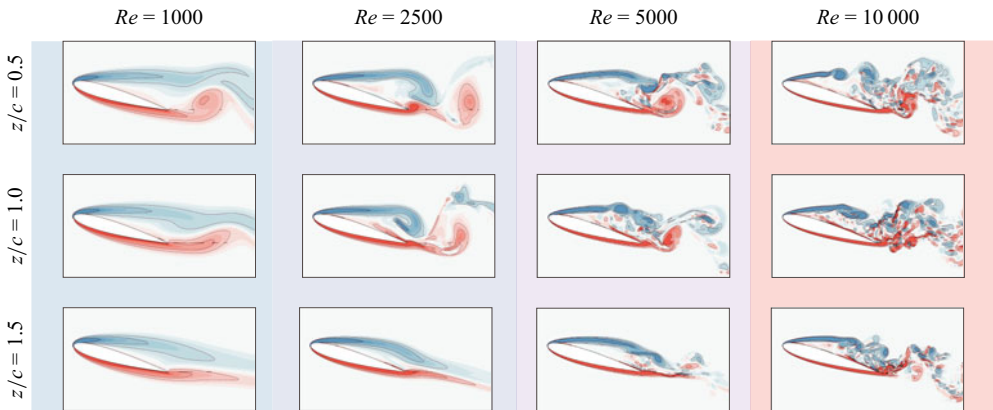 Re = 1000 Re = 2500 Re = 5000 Re = 10 000
z/c = 0.5
z/c = 1.0
z/c = 1.5